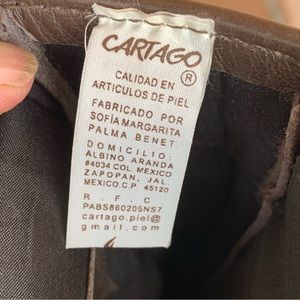 CARTAGO®
CALIDAD EN
ARTICULOS DE PIEL
FABRICADO POR
SOFÍA MARGARITA
PALMA BENET.
DOMICILIO:
ALBINO ARANDA
#4034 COL. MEXICO
ZAPOPAN, JAL.
MEXICO.C.P. 45120
R . F . C
PABS860205NS7
cartago.piel@
gmail.com